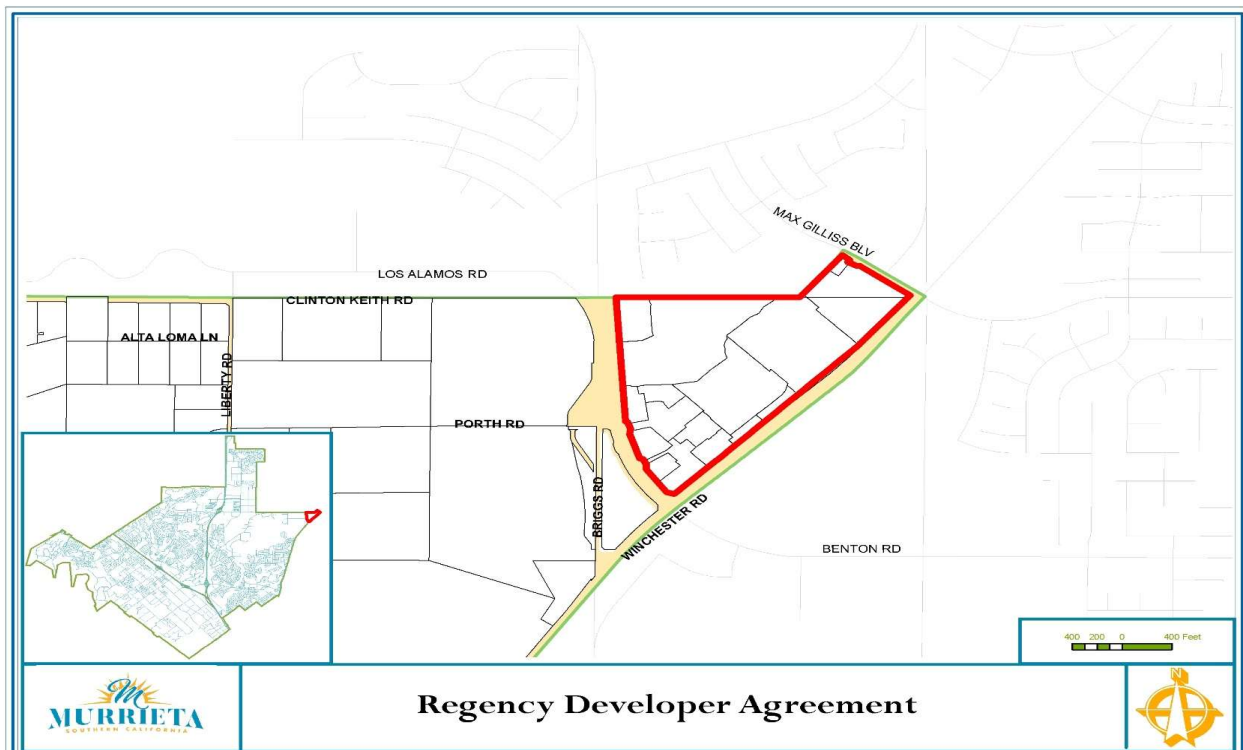 MAX GILLISS BLV
LOS ALAMOS RD
CLINTON KEITH RD
ALTA LOMA LN
LIBERTY RD
PORTH RD
BRIGGS RD
WINCHESTER RD
BENTON RD
400 200 0 400 Feet
M
MURRIETA
SOUTHERN CALIFORNIA
Regency Developer Agreement
N